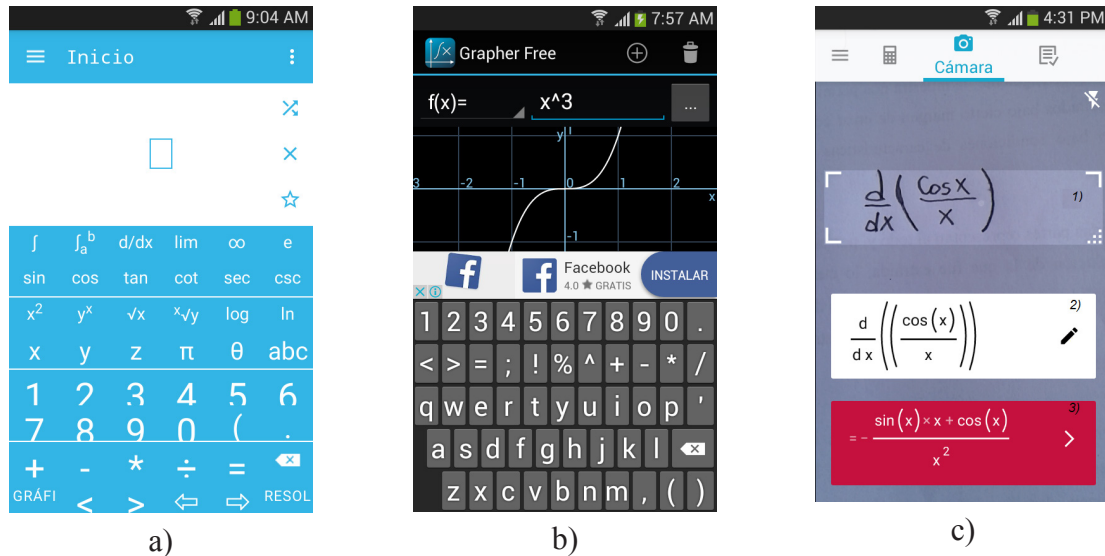 9:04 AM
Inicio
∫ ∫ₐᵇ d/dx lim ∞ e
sin cos tan cot sec csc
x² yˣ √x ˣ√y log ln
x y z π θ abc
1 2 3 4 5 6
7 8 9 0 ( .
+ - * ÷ =
GRÁFI < > ⇦ ⇨ RESOL
a)
7:57 AM
Grapher Free
f(x)= x^3 ...
y 1
3 -2 -1 0 1 2
x
-1
Facebook
4.0 ★ GRATIS
INSTALAR
1 2 3 4 5 6 7 8 9 0 .
< > = ; ! % ^ + - * /
q w e r t y u i o p '
a s d f g h j k l
z x c v b n m , ( )
b)
4:31 PM
Cámara
d/dx (cosx/x) 1)
2)
d/dx ((cos(x)/x))
3)
= - (sin(x)×x+cos(x))/x²
c)